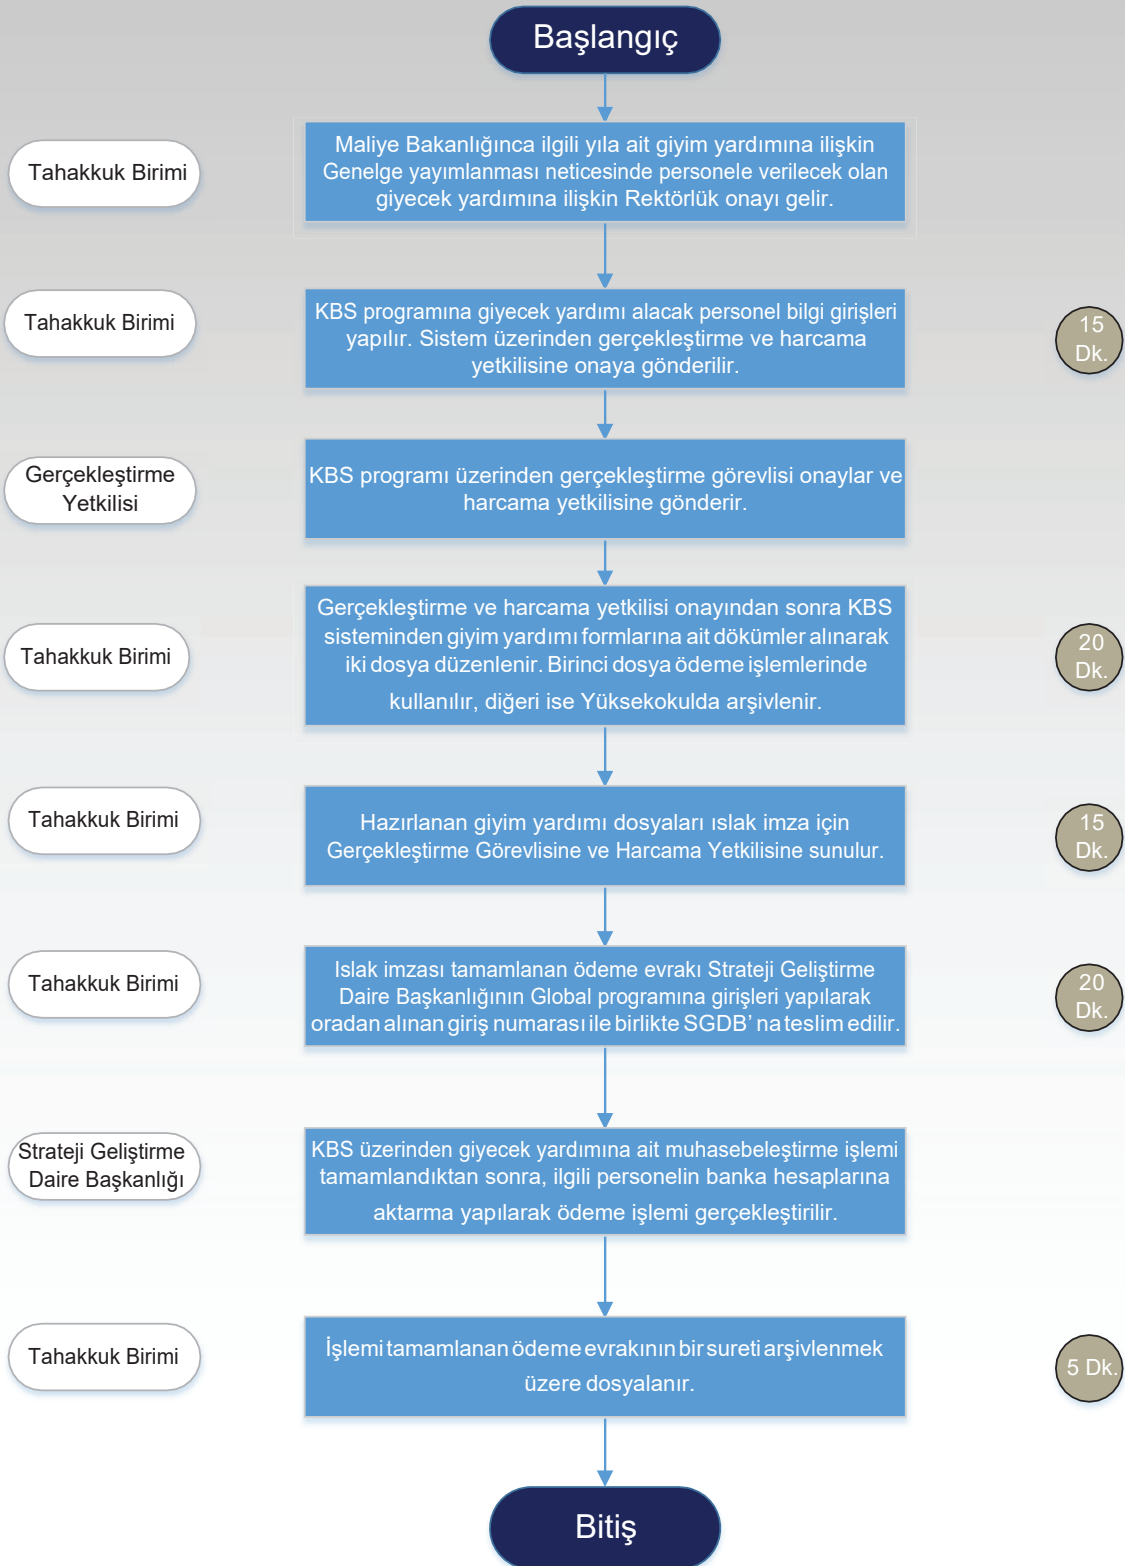 Başlangıç
Tahakkuk Birimi
Maliye Bakanlığınca ilgili yıla ait giyim yardımına ilişkin
Genelge yayımlanması neticesinde personele verilecek olan
giyecek yardımına ilişkin Rektörlük onayı gelir.
Tahakkuk Birimi
KBS programına giyecek yardımı alacak personel bilgi girişleri
yapılır. Sistem üzerinden gerçekleştirme ve harcama
yetkilisine onaya gönderilir.
15
Dk.
Gerçekleştirme
Yetkilisi
KBS programı üzerinden gerçekleştirme görevlisi onaylar ve
harcama yetkilisine gönderir.
Tahakkuk Birimi
Gerçekleştirme ve harcama yetkilisi onayından sonra KBS
sisteminden giyim yardımı formlarına ait dökümler alınarak
iki dosya düzenlenir. Birinci dosya ödeme işlemlerinde
kullanılır, diğeri ise Yüksekokulda arşivlenir.
20
Dk.
Tahakkuk Birimi
Hazırlanan giyim yardımı dosyaları ıslak imza için
Gerçekleştirme Görevlisine ve Harcama Yetkilisine sunulur.
15
Dk.
Tahakkuk Birimi
Islak imzası tamamlanan ödeme evrakı Strateji Geliştirme
Daire Başkanlığının Global programına girişleri yapılarak
oradan alınan giriş numarası ile birlikte SGDB’ na teslim edilir.
20
Dk.
Strateji Geliştirme
Daire Başkanlığı
KBS üzerinden giyecek yardımına ait muhasebeleştirme işlemi
tamamlandıktan sonra, ilgili personelin banka hesaplarına
aktarma yapılarak ödeme işlemi gerçekleştirilir.
Tahakkuk Birimi
İşlemi tamamlanan ödeme evrakının bir sureti arşivlenmek
üzere dosyalanır.
5 Dk.
Bitiş